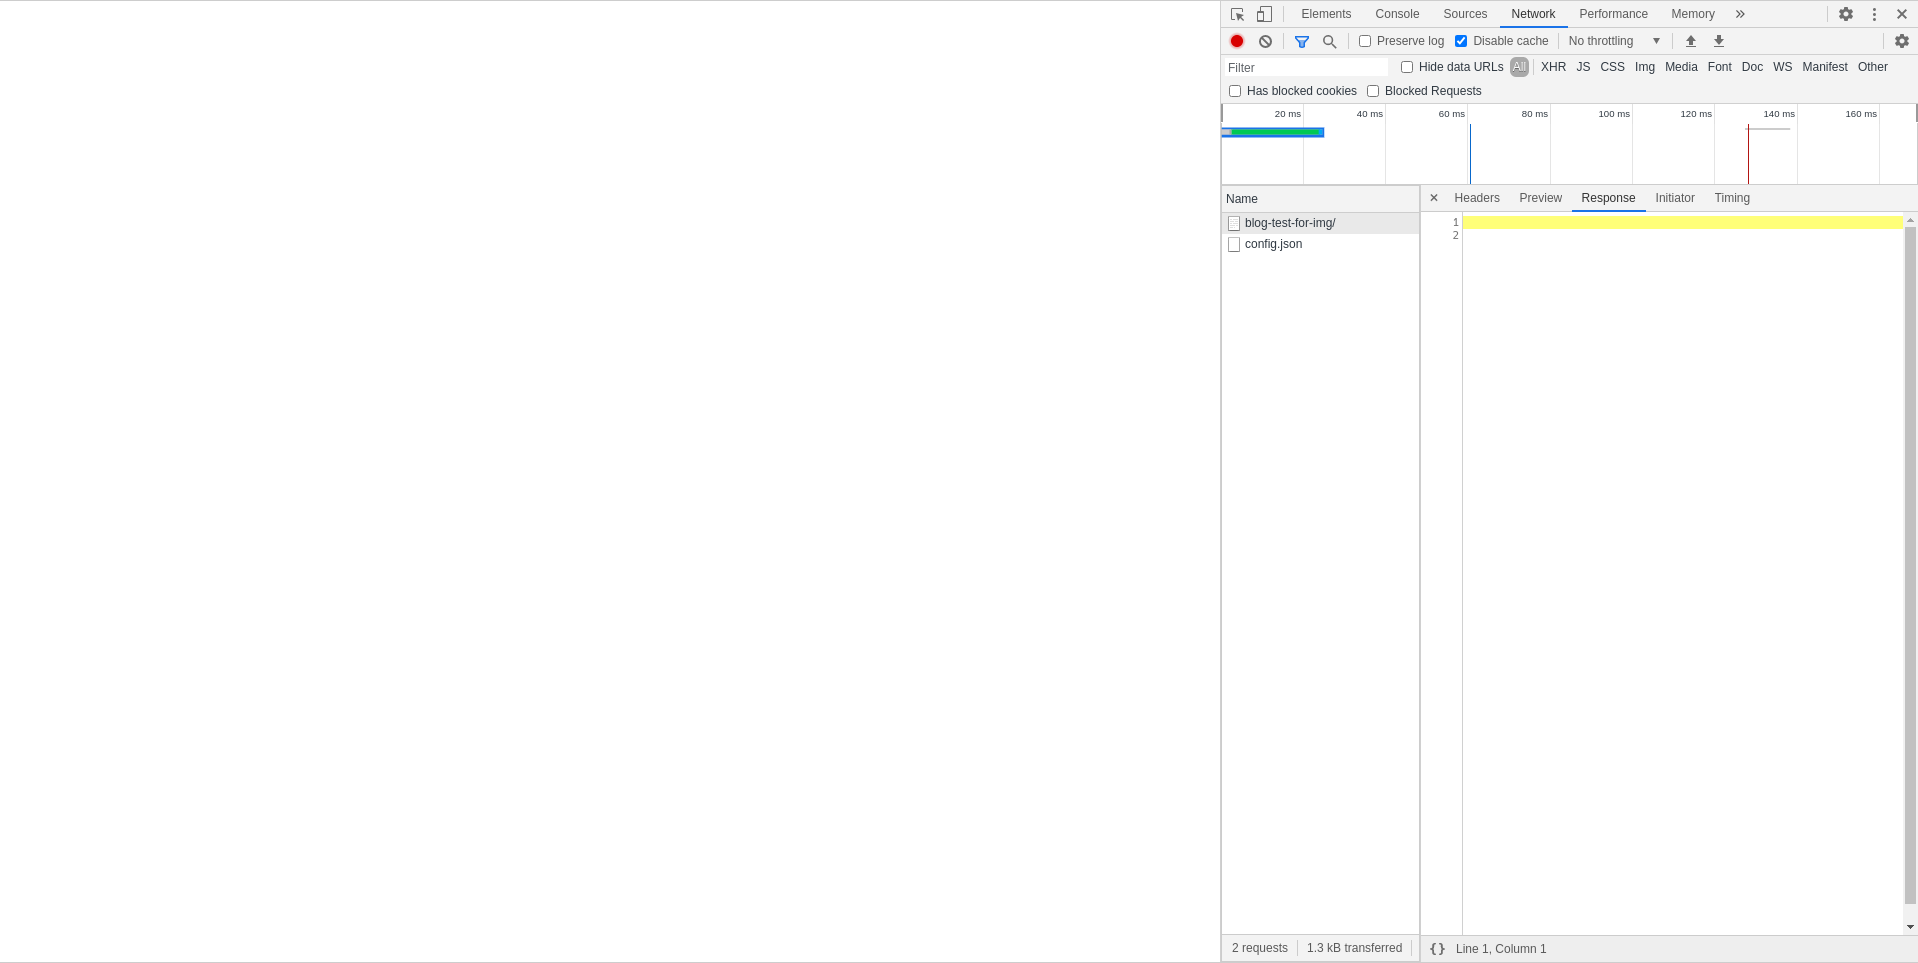 Elements Console Sources Network Performance Memory
Preserve log Disable cache No throttling
Filter Hide data URLs All XHR JS CSS Img Media Font Doc WS Manifest Other
Has blocked cookies Blocked Requests
20 ms 40 ms 60 ms 80 ms 100 ms 120 ms 140 ms 160 ms
Name Headers Preview Response Initiator Timing
blog-test-for-img/ 1
2
config.json
2 requests 1.3 kB transferred {} Line 1, Column 1